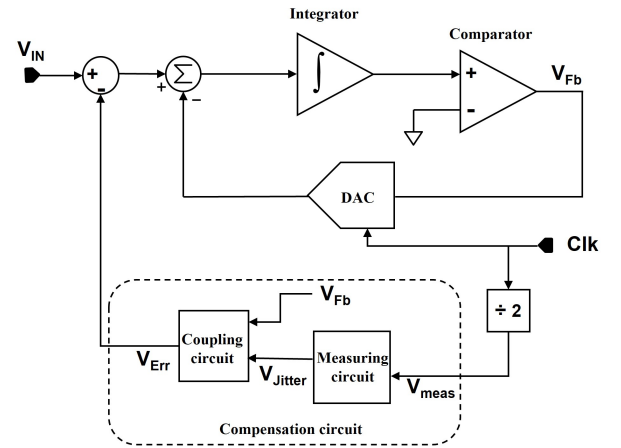 Integrator
Comparator
V_IN
+
-
Σ
+
−
∫
+
-
V_Fb
DAC
Clk
÷ 2
V_Fb
Coupling
circuit
V_Err
V_Jitter
Measuring
circuit
V_meas
Compensation circuit